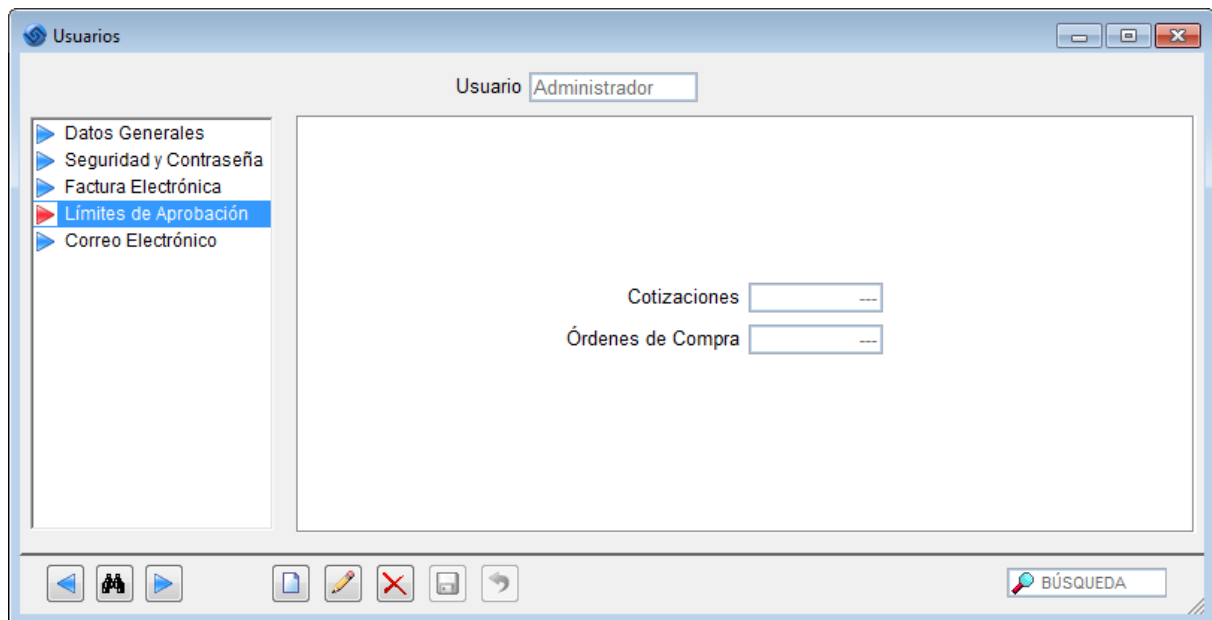 Usuarios
Usuario Administrador
Datos Generales
Seguridad y Contraseña
Factura Electrónica
Límites de Aprobación
Correo Electrónico
Cotizaciones ---
Órdenes de Compra ---
BÚSQUEDA